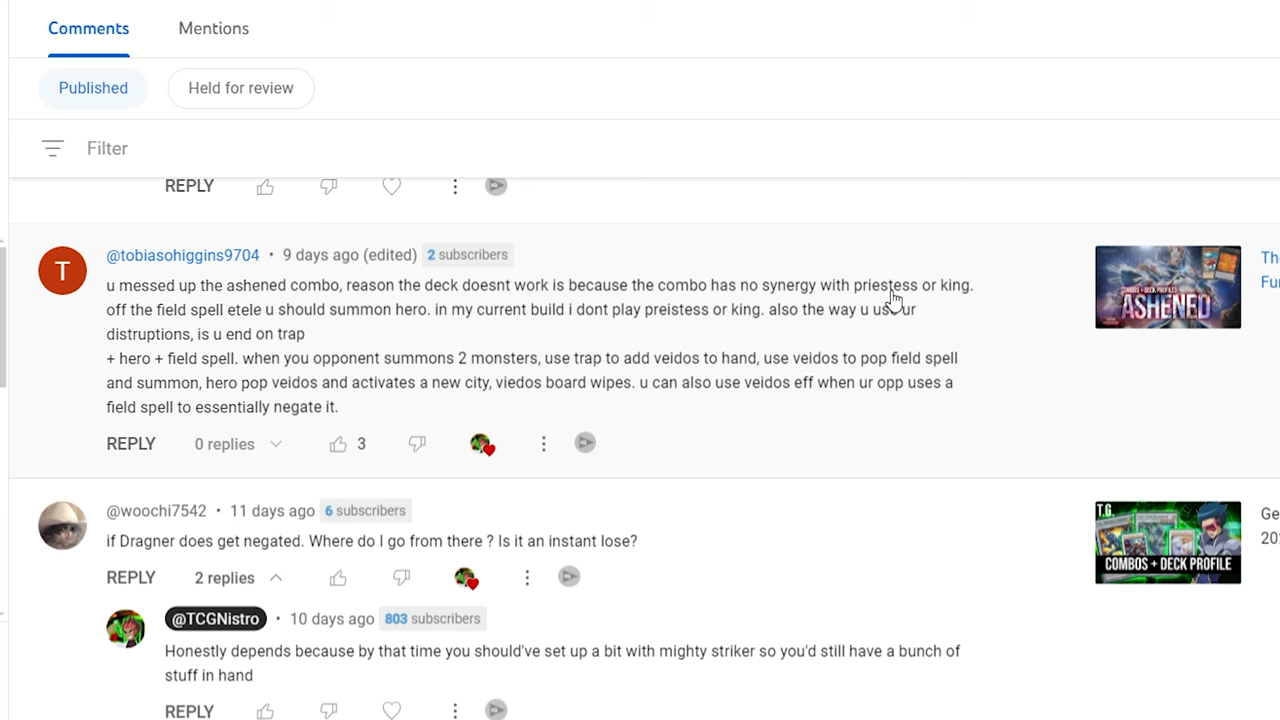 Comments Mentions
Published Held for review
Filter
REPLY
T
@tobiasohiggins9704 • 9 days ago (edited) 2 subscribers
u messed up the ashened combo, reason the deck doesnt work is because the combo has no synergy with priestess or king.
off the field spell etele u should summon hero. in my current build i dont play preistess or king. also the way u use ur
distruptions, is u end on trap
+ hero + field spell. when you opponent summons 2 monsters, use trap to add veidos to hand, use veidos to pop field spell
and summon, hero pop veidos and activates a new city, viedos board wipes. u can also use veidos eff when ur opp uses a
field spell to essentially negate it.
REPLY 0 replies 3
COMBOS + DECK PROFILES
ASHENED
Th
Fu
@woochi7542 • 11 days ago 6 subscribers
if Dragner does get negated. Where do I go from there ? Is it an instant lose?
REPLY 2 replies
T.G.
COMBOS + DECK PROFILE
Ge
20
@TCGNistro • 10 days ago 803 subscribers
Honestly depends because by that time you should've set up a bit with mighty striker so you'd still have a bunch of
stuff in hand
REPLY